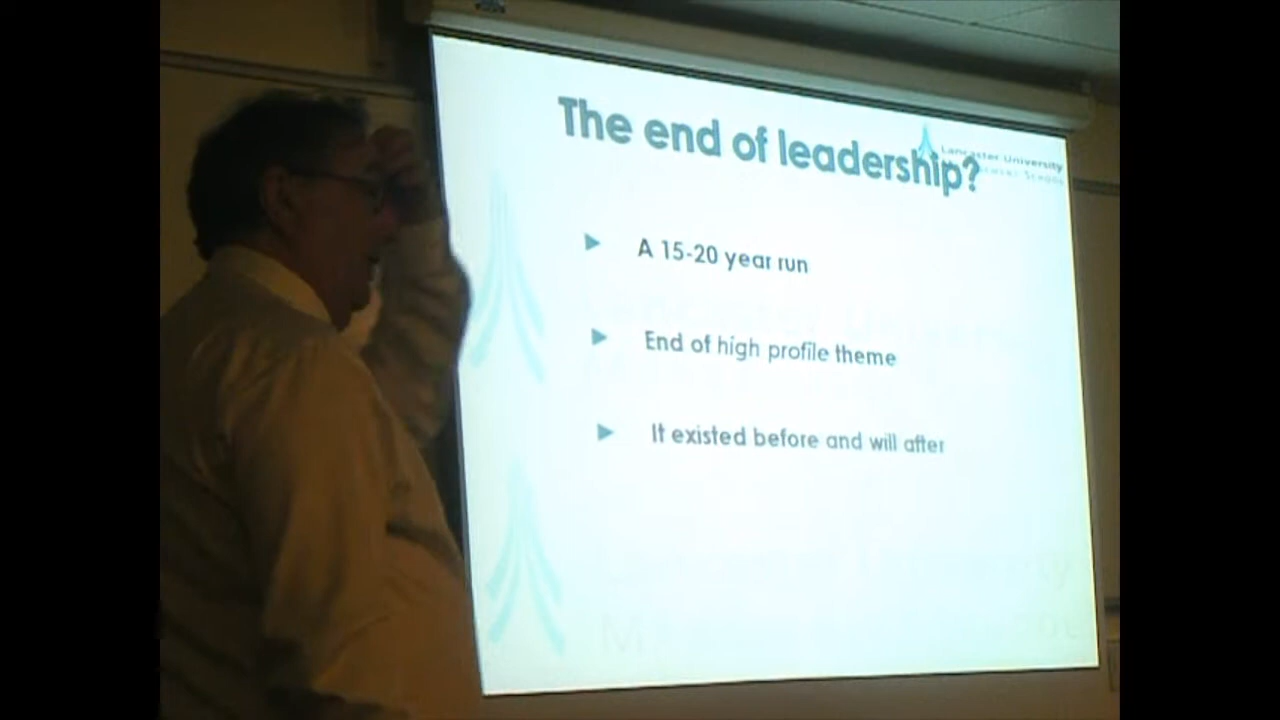 The end of leadership?
Lancaster University
A 15-20 year run
End of high profile theme
It existed before and will after